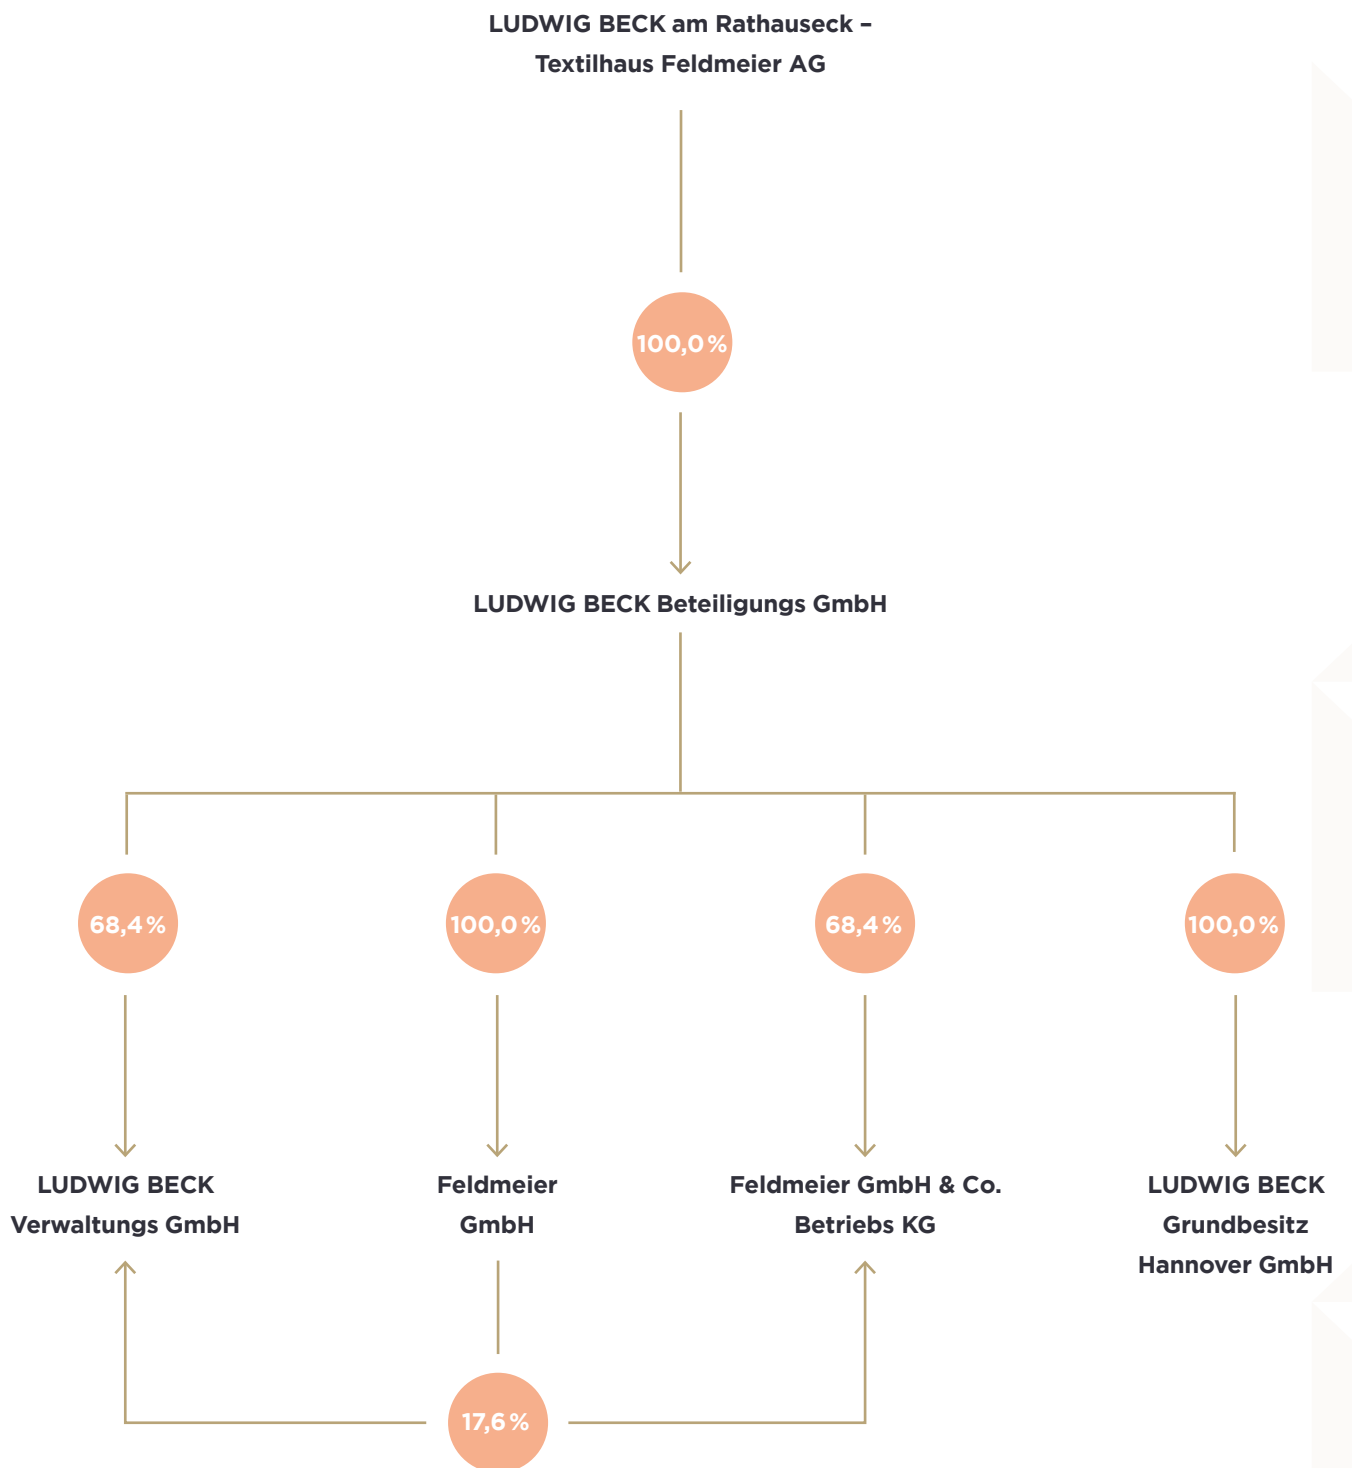 LUDWIG BECK am Rathauseck –
Textilhaus Feldmeier AG
100,0 %
LUDWIG BECK Beteiligungs GmbH
68,4 %
100,0 %
68,4 %
100,0 %
LUDWIG BECK
Verwaltungs GmbH
Feldmeier
GmbH
Feldmeier GmbH & Co.
Betriebs KG
LUDWIG BECK
Grundbesitz
Hannover GmbH
17,6 %